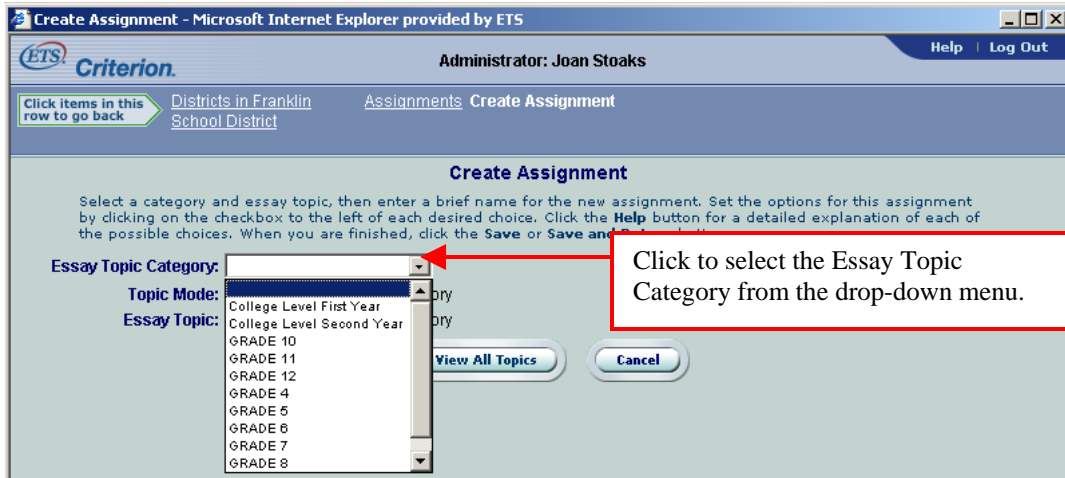 Create Assignment - Microsoft Internet Explorer provided by ETS
ETS Criterion.
Administrator: Joan Stoaks
Help | Log Out
Click items in this
row to go back
Districts in Franklin
School District
Assignments Create Assignment
Create Assignment
Select a category and essay topic, then enter a brief name for the new assignment. Set the options for this assignment
by clicking on the checkbox to the left of each desired choice. Click the Help button for a detailed explanation of each of
the possible choices. When you are finished, click the Save or Save and
Essay Topic Category:
Topic Mode:
Essay Topic:
College Level First Year
College Level Second Year
GRADE 10
GRADE 11
GRADE 12
GRADE 4
GRADE 5
GRADE 6
GRADE 7
GRADE 8
View All Topics
Cancel
Click to select the Essay Topic
Category from the drop-down menu.